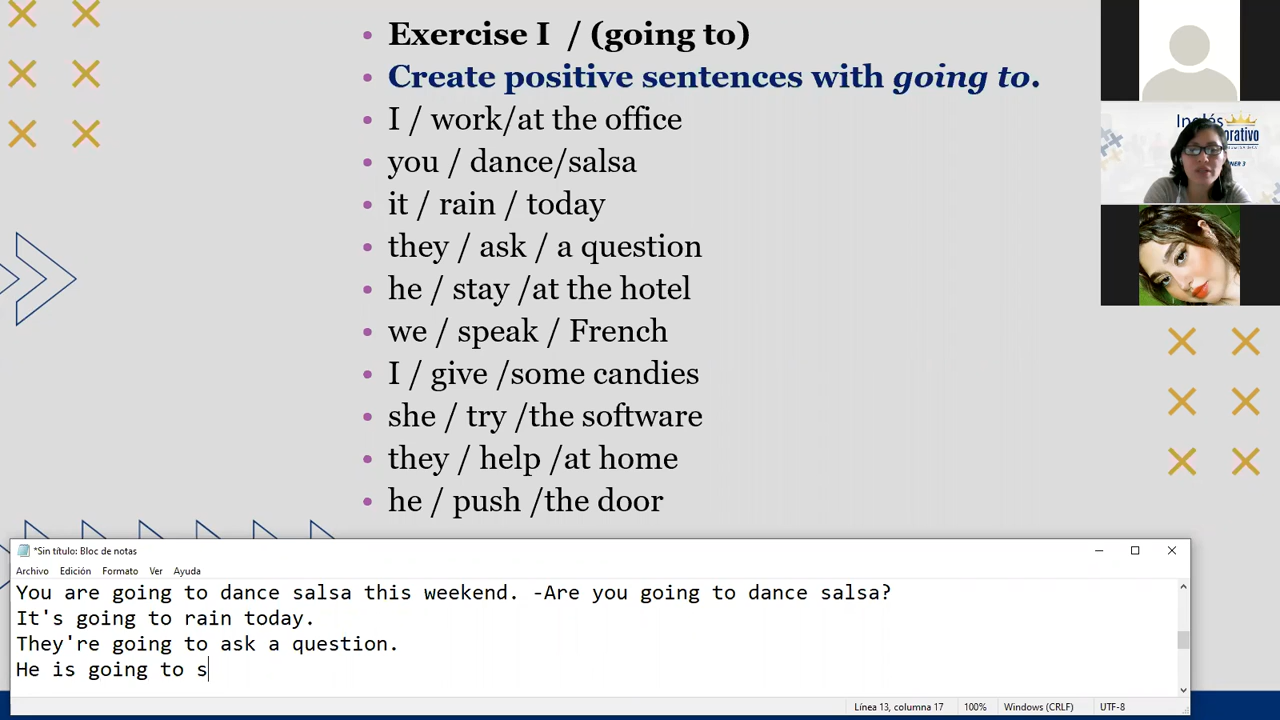 Exercise I / (going to)
Create positive sentences with going to.
I / work/at the office
you / dance/salsa
it / rain / today
they / ask / a question
he / stay /at the hotel
we / speak / French
I / give /some candies
she / try /the software
they / help /at home
he / push /the door
Inglés
orativo
NER 3
*Sin título: Bloc de notas
Archivo Edición Formato Ver Ayuda
You are going to dance salsa this weekend. -Are you going to dance salsa?
It's going to rain today.
They're going to ask a question.
He is going to s
Línea 13, columna 17 100% Windows (CRLF) UTF-8